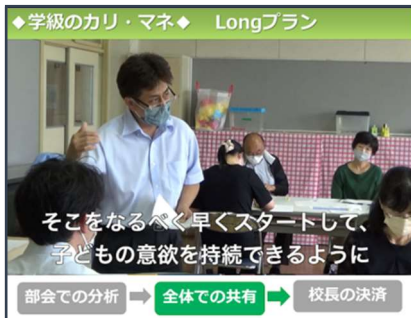 ◆学級のカリ・マネ◆ Longプラン
そこをなるべく早くスタートして、
子どもの意欲を持続できるように
部会での分析 ➡ 全体での共有 ➡ 校長の決済